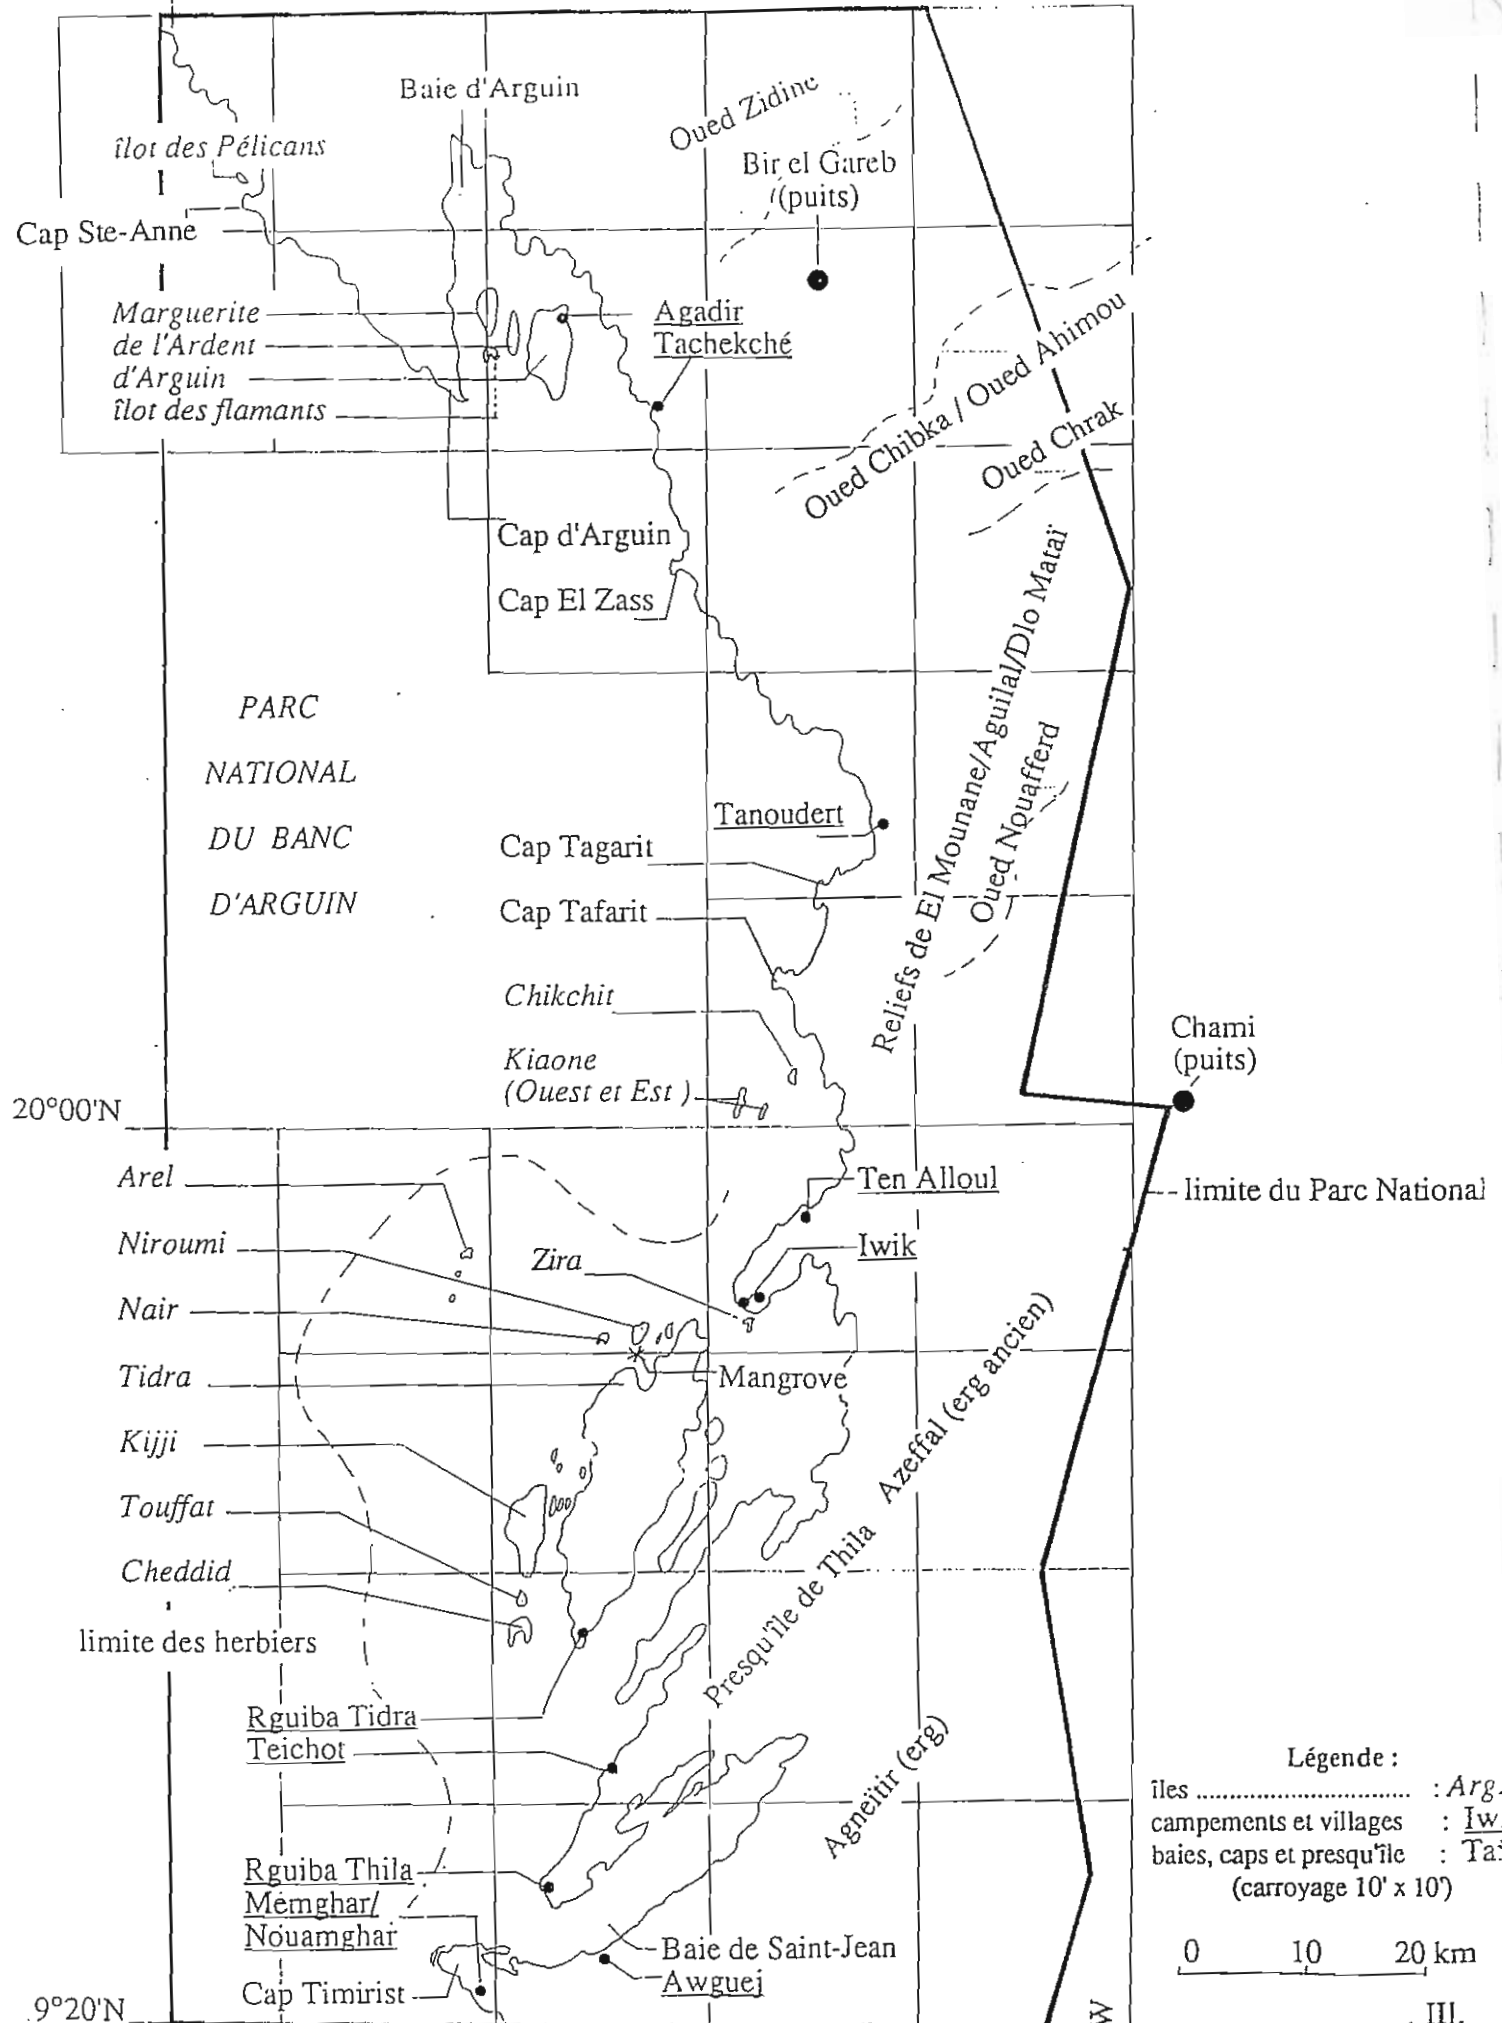 Baie d'Arguin
Oued Zidine
îlot des Pélicans
Bir el Gareb
(puits)
Cap Ste-Anne
Marguerite
de l'Ardent
d'Arguin
îlot des flamants
Agadir
Tachekché
Oued Chibka / Oued Ahimou
Oued Chrak
Cap d'Arguin
Cap El Zass
Reliefs de El Mounane/Aguilal/Dlo Mataï
PARC
NATIONAL
DU BANC
D'ARGUIN
Oued Nouafferd
Tanoudert
Cap Tagarit
Cap Tafarit
Chikchit
Kiaone
(Ouest et Est )
Chami
(puits)
20°00'N
Arel
Ten Alloul
limite du Parc National
Niroumi
Zira
Iwik
Nair
Tidra
Mangrove
Azeffal (erg ancien)
Kijji
Touffat
Cheddid
Presqu'île de Thila
limite des herbiers
Rguiba Tidra
Teichot
Agneïtir (erg)
Légende :
îles ................................ : Arg
campements et villages : Iw
baies, caps et presqu'île : Ta
(carroyage 10' x 10')
Rguiba Thila
Mèmghar/
Nouamghar
Baie de Saint-Jean
Awguej
Cap Timirist
0 10 20 km
9°20'N
W
III.